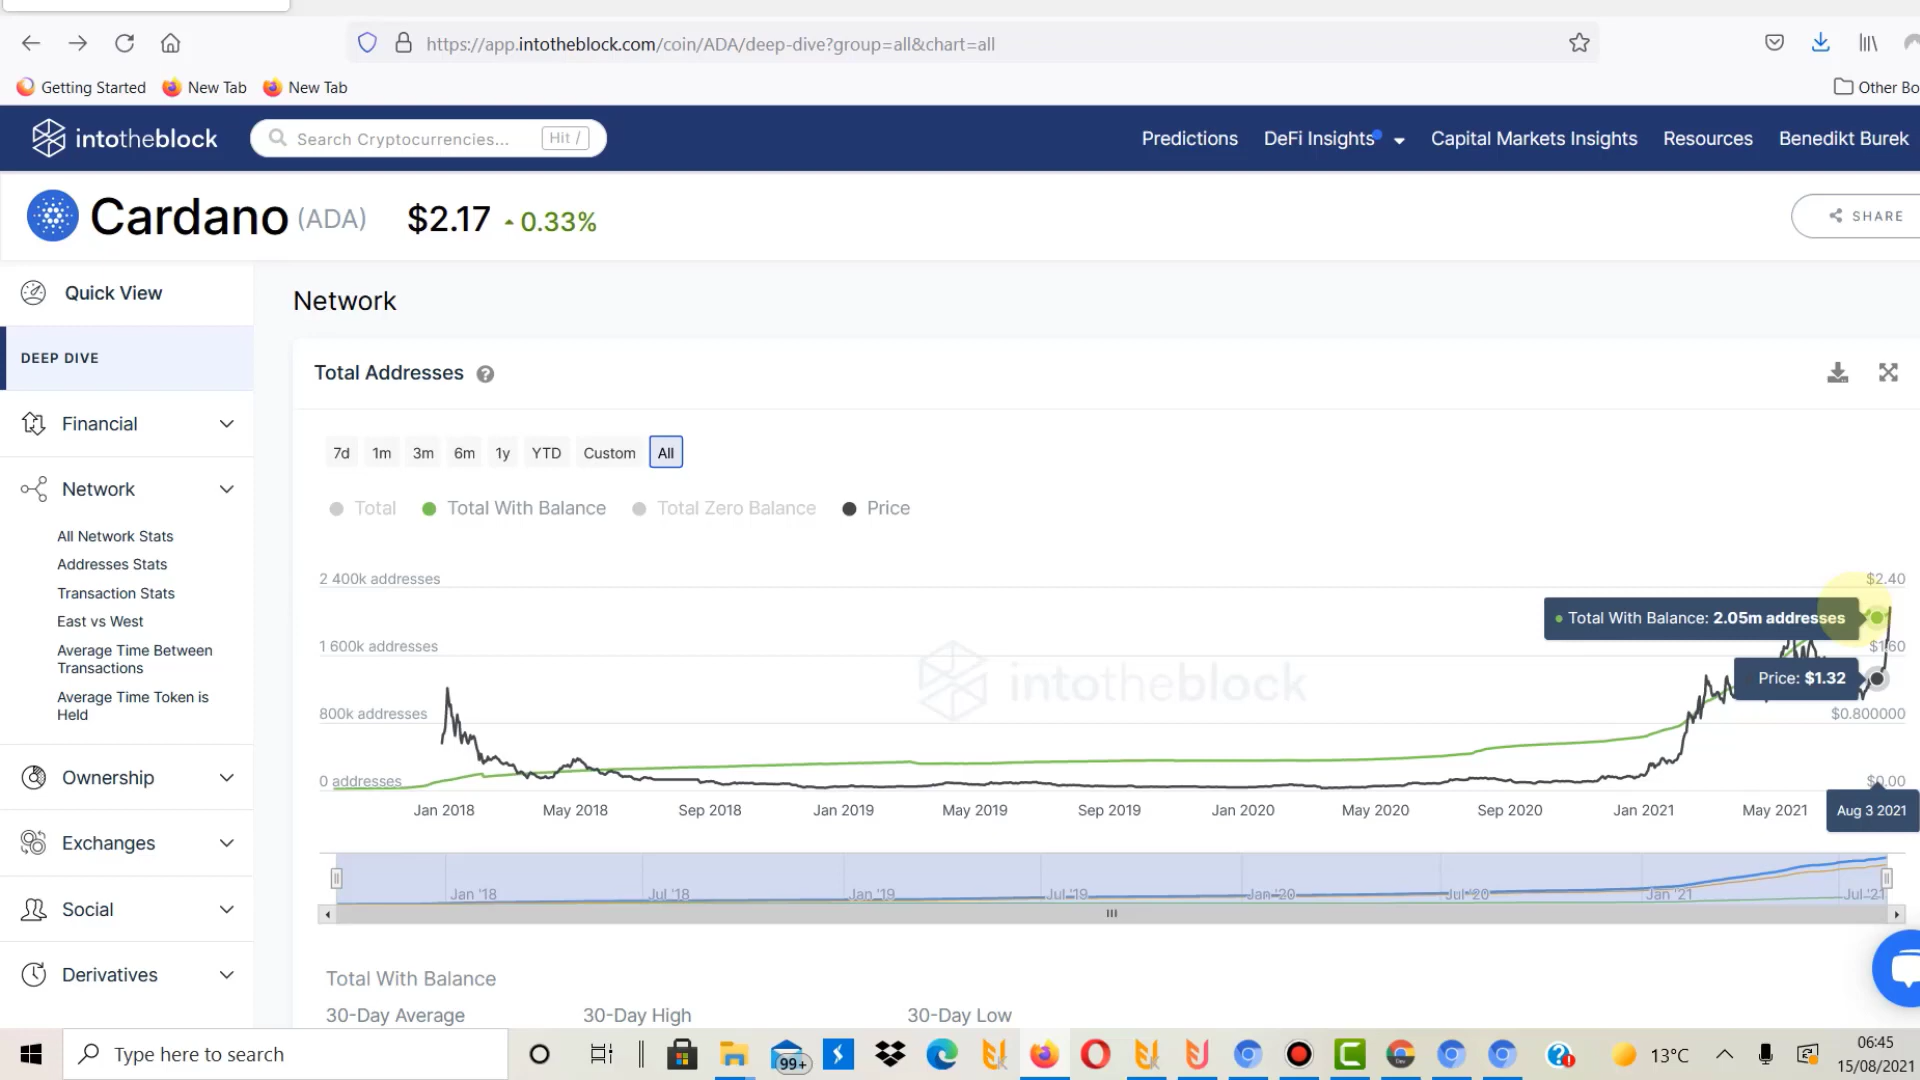 https://app.intotheblock.com/coin/ADA/deep-dive?group=all&chart=all
Getting Started
New Tab
New Tab
Other Bo
intotheblock
Search Cryptocurrencies...
Hit /
Predictions
DeFi Insights
Capital Markets Insights
Resources
Benedikt Burek
Cardano (ADA) $2.17 0.33%
SHARE
Quick View
DEEP DIVE
Financial
Network
All Network Stats
Addresses Stats
Transaction Stats
East vs West
Average Time Between
Transactions
Average Time Token is
Held
Ownership
Exchanges
Social
Derivatives
Network
Total Addresses
7d 1m 3m 6m 1y YTD Custom All
Total Total With Balance Total Zero Balance Price
2 400k addresses
$2.40
Total With Balance: 2.05m addresses
1 600k addresses
$1.60
intotheblock
Price: $1.32
800k addresses
$0.800000
0 addresses
$0.00
Jan 2018 May 2018 Sep 2018 Jan 2019 May 2019 Sep 2019 Jan 2020 May 2020 Sep 2020 Jan 2021 May 2021 Aug 3 2021
Jan '18 Jul '18 Jan '19 Jul '19 Jan '20 Jul '20 Jan '21 Jul '21
Total With Balance
30-Day Average 30-Day High 30-Day Low
Type here to search
99+
13°C
06:45
15/08/2021